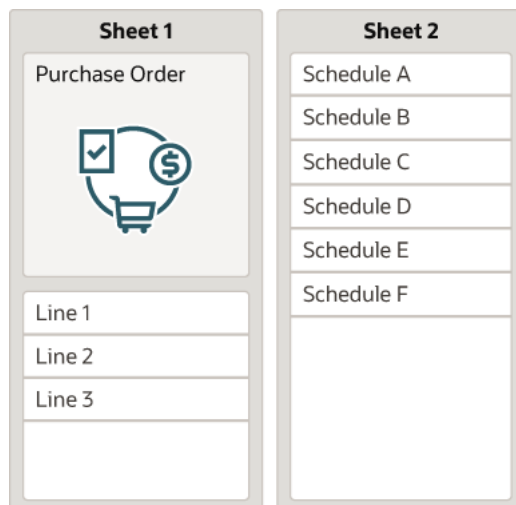 Sheet 1
Purchase Order
$
Line 1
Line 2
Line 3
Sheet 2
Schedule A
Schedule B
Schedule C
Schedule D
Schedule E
Schedule F